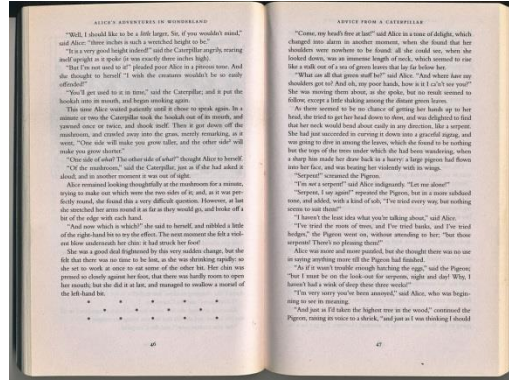 ALICE'S ADVENTURES IN WONDERLAND
"Well, I should like to be a little larger, Sir, if you wouldn't mind,"
said Alice: "three inches is such a wretched height to be."
"It is a very good height indeed!" said the Caterpillar angrily, rearing
itself upright as it spoke (it was exactly three inches high).
"But I'm not used to it!" pleaded poor Alice in a piteous tone. And
she thought to herself "I wish the creatures wouldn't be so easily
offended!"
"You'll get used to it in time," said the Caterpillar; and it put the
hookah into its mouth, and began smoking again.
This time Alice waited patiently until it chose to speak again. In a
minute or two the Caterpillar took the hookah out of its mouth, and
yawned once or twice, and shook itself. Then it got down off the
mushroom, and crawled away into the grass, merely remarking, as it
went, "One side will make you grow taller, and the other side will
make you grow shorter."
"One side of what? The other side of what?" thought Alice to herself.
"Of the mushroom," said the Caterpillar, just as if she had asked it
aloud; and in another moment it was out of sight.
Alice remained looking thoughtfully at the mushroom for a minute,
trying to make out which were the two sides of it; and, as it was per-
fectly round, she found this a very difficult question. However, at last
she stretched her arms round it as far as they would go, and broke off a
bit of the edge with each hand.
"And now which is which?" she said to herself, and nibbled a little
of the right-hand bit to try the effect. The next moment she felt a viol-
ent blow underneath her chin: it had struck her foot!
She was a good deal frightened by this very sudden change, but she
felt that there was no time to be lost, as she was shrinking rapidly: so
she set to work at once to eat some of the other bit. Her chin was
pressed so closely against her foot, that there was hardly room to open
her mouth; but she did it at last, and managed to swallow a morsel of
the left-hand bit.
* * * * *
* * * *
* * * * *
46
ADVICE FROM A CATERPILLAR
"Come, my head's free at last!" said Alice in a tone of delight, which
changed into alarm in another moment, when she found that her
shoulders were nowhere to be found: all she could see, when she
looked down, was an immense length of neck, which seemed to rise
like a stalk out of a sea of green leaves that lay far below her.
"What can all that green stuff be?" said Alice. "And where have my
shoulders got to? And oh, my poor hands, how is it I can't see you?"
She was moving them about, as she spoke, but no result seemed to
follow, except a little shaking among the distant green leaves.
As there seemed to be no chance of getting her hands up to her
head, she tried to get her head down to them, and was delighted to find
that her neck would bend about easily in any direction, like a serpent.
She had just succeeded in curving it down into a graceful zigzag, and
was going to dive in among the leaves, which she found to be nothing
but the tops of the trees under which she had been wandering, when
a sharp hiss made her draw back in a hurry: a large pigeon had flown
into her face, and was beating her violently with its wings.
"Serpent!" screamed the Pigeon.
"I'm not a serpent!" said Alice indignantly. "Let me alone!"
"Serpent, I say again!" repeated the Pigeon, but in a more subdued
tone, and added, with a kind of sob, "I've tried every way, but nothing
seems to suit them!"
"I haven't the least idea what you're talking about," said Alice.
"I've tried the roots of trees, and I've tried banks, and I've tried
hedges," the Pigeon went on, without attending to her; "but those
serpents! There's no pleasing them!"
Alice was more and more puzzled, but she thought there was no use
in saying anything more till the Pigeon had finished.
"As if it wasn't trouble enough hatching the eggs," said the Pigeon;
"but I must be on the look-out for serpents, night and day! Why, I
haven't had a wink of sleep these three weeks!"
"I'm very sorry you've been annoyed," said Alice, who was begin-
ning to see its meaning.
"And just as I'd taken the highest tree in the wood," continued the
Pigeon, raising its voice to a shriek, "and just as I was thinking I should
47